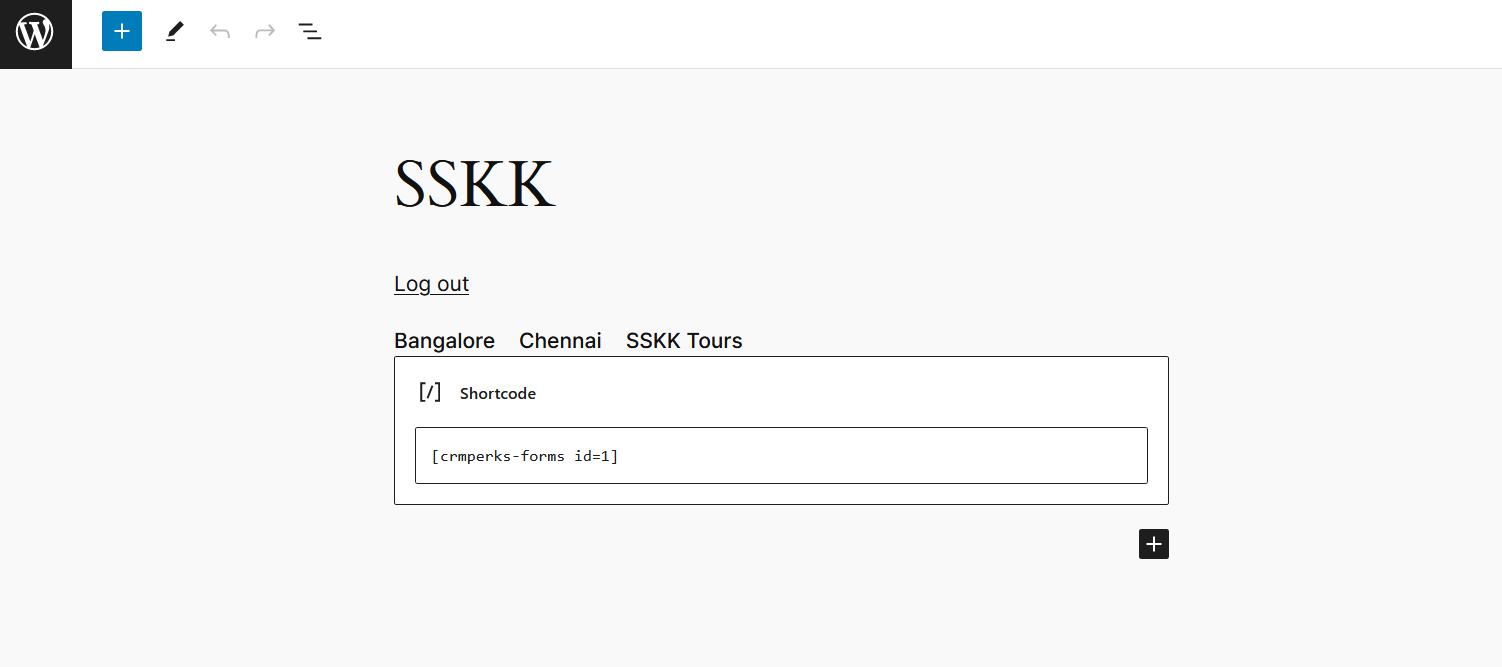 SSKK
Log out
Bangalore Chennai SSKK Tours
[/] Shortcode
[crmperks-forms id=1]